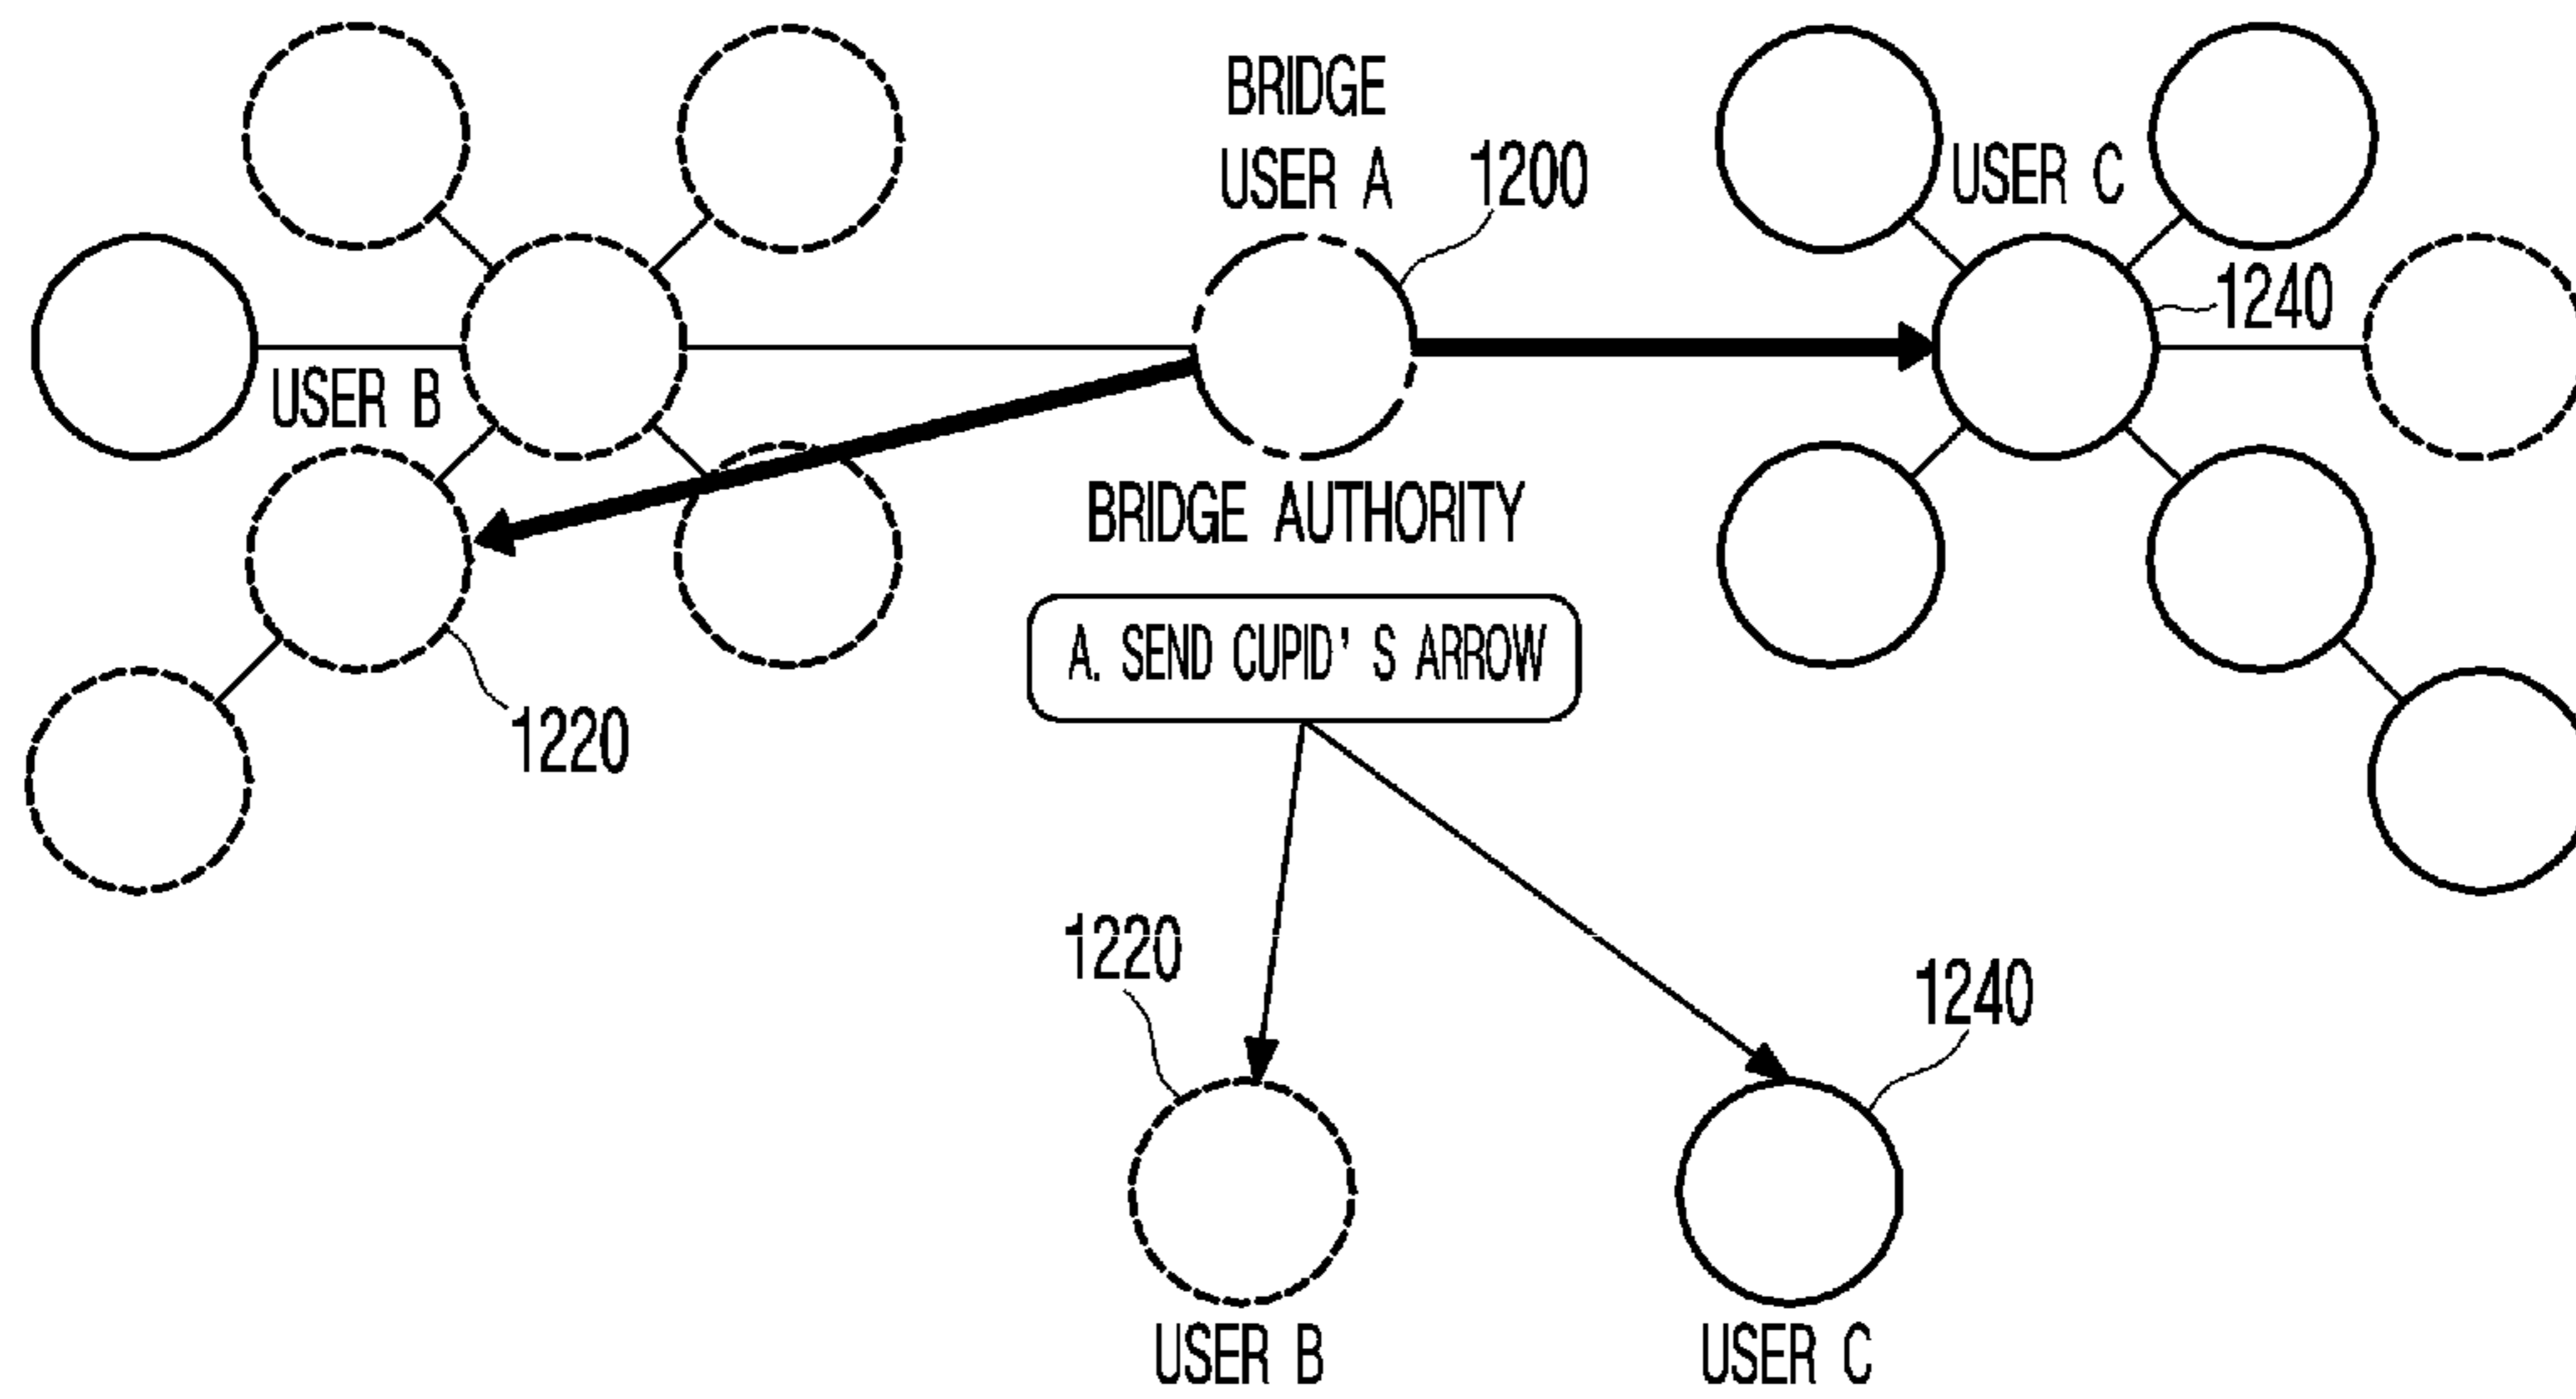 BRIDGE
USER A
1200
USER C
1240
USER B
BRIDGE AUTHORITY
A. SEND CUPID' S ARROW
1220
1220
1240
USER B
USER C